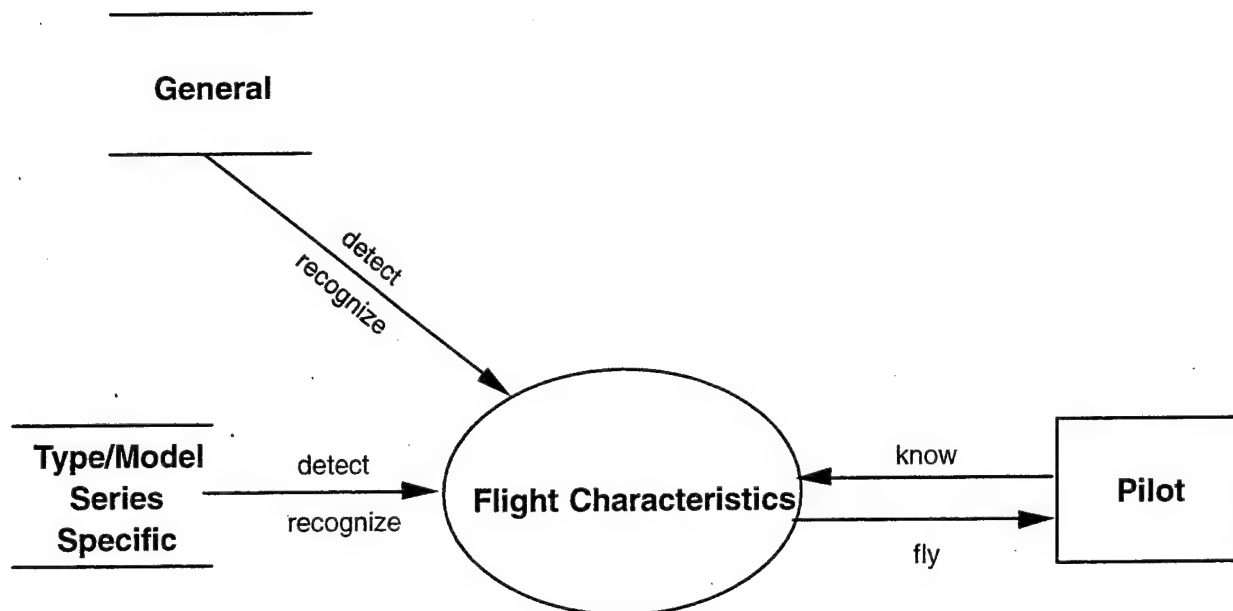 General
detect
recognize
Type/Model
Series
Specific
detect
recognize
Flight Characteristics
know
fly
Pilot